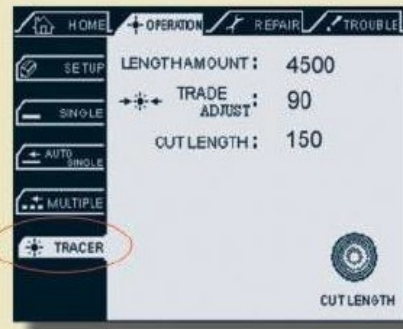 HOME OPERATION REPAIR TROUBLE
SETUP
SINGLE
AUTO SINGLE
MULTIPLE
TRACER
LENGTHAMOUNT: 4500
TRADE ADJUST: 90
CUTLENGTH: 150
CUTLENGTH